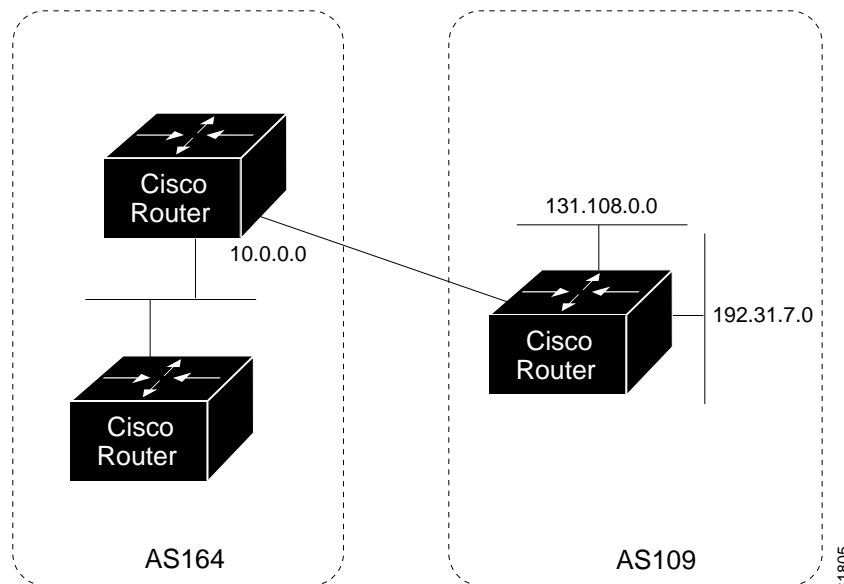 Cisco
Router
10.0.0.0
Cisco
Router
AS164
131.108.0.0
192.31.7.0
Cisco
Router
AS109